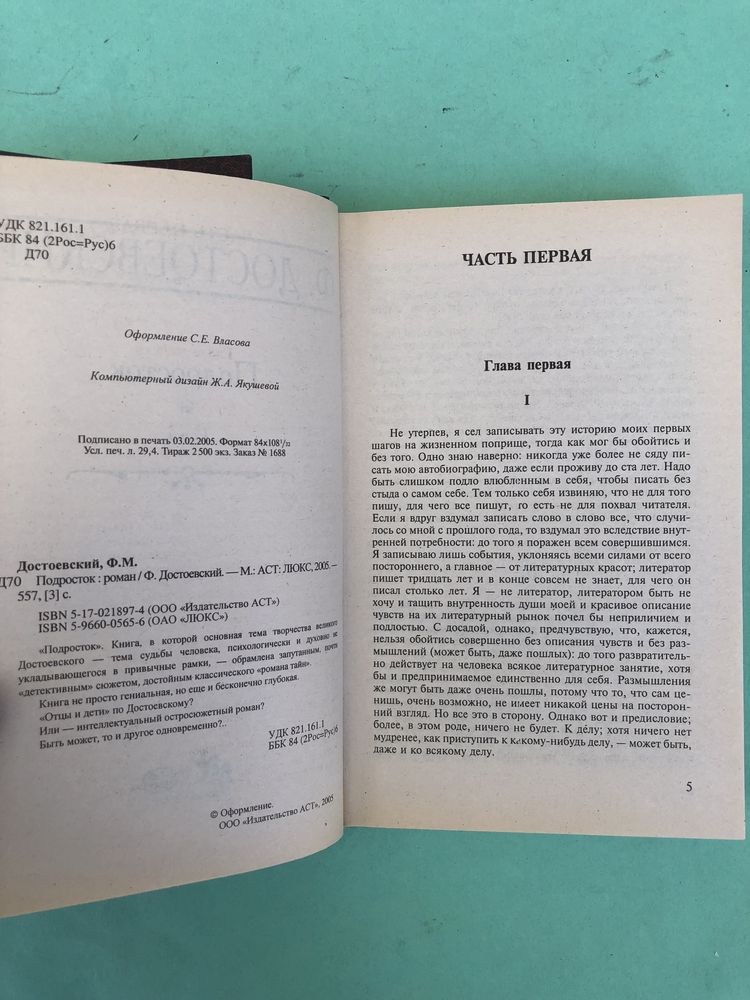 УДК 821.161.1
ББК 84 (2Рос=Рус)6
Д70
Оформление С.Е. Власова
Компьютерный дизайн Ж.А. Якушевой
Подписано в печать 03.02.2005. Формат 84х108¹/₃₂
Усл. печ. л. 29,4. Тираж 2 500 экз. Заказ № 1688
Достоевский, Ф.М.
Д70 Подросток : роман / Ф. Достоевский. — М.: АСТ: ЛЮКС, 2005. —
557, [3] с.
ISBN 5-17-021897-4 (ООО «Издательство АСТ»)
ISBN 5-9660-0565-6 (ОАО «ЛЮКС»)
«Подросток». Книга, в которой основная тема творчества великого
Достоевского — тема судьбы человека, психологически и духовно не
укладывающегося в привычные рамки, — обрамлена запутанным, почти
«детективным» сюжетом, достойным классического «романа тайн».
Книга не просто гениальная, но еще и бесконечно глубокая.
«Отцы и дети» по Достоевскому?
Или — интеллектуальный остросюжетный роман?
Быть может, то и другое одновременно?..
УДК 821.161.1
ББК 84 (2Рос=Рус)6
© Оформление.
ООО «Издательство АСТ», 2005
ЧАСТЬ ПЕРВАЯ
Глава первая
I
Не утерпев, я сел записывать эту историю моих первых
шагов на жизненном поприще, тогда как мог бы обойтись и
без того. Одно знаю наверно: никогда уже более не сяду пи-
сать мою автобиографию, даже если проживу до ста лет. Надо
быть слишком подло влюбленным в себя, чтобы писать без
стыда о самом себе. Тем только себя извиняю, что не для того
пишу, для чего все пишут, то есть не для похвал читателя.
Если я вдруг вздумал записать слово в слово все, что случи-
лось со мной с прошлого года, то вздумал это вследствие внут-
ренней потребности: до того я поражен всем совершившимся.
Я записываю лишь события, уклоняясь всеми силами от всего
постороннего, а главное — от литературных красот; литератор
пишет тридцать лет и в конце совсем не знает, для чего он
писал столько лет. Я — не литератор, литератором быть не
хочу и тащить внутренность души моей и красивое описание
чувств на их литературный рынок почел бы неприличием и
подлостью. С досадой, однако, предчувствую, что, кажется,
нельзя обойтись совершенно без описания чувств и без раз-
мышлений (может быть, даже пошлых): до того развратитель-
но действует на человека всякое литературное занятие, хотя
бы и предпринимаемое единственно для себя. Размышления
же могут быть даже очень пошлы, потому что то, что сам це-
нишь, очень возможно, не имеет никакой цены на посторон-
ний взгляд. Но все это в сторону. Однако вот и предисловие;
более, в этом роде, ничего не будет. К делу; хотя ничего нет
мудренее, как приступить к какому-нибудь делу, — может быть,
даже и ко всякому делу.
5